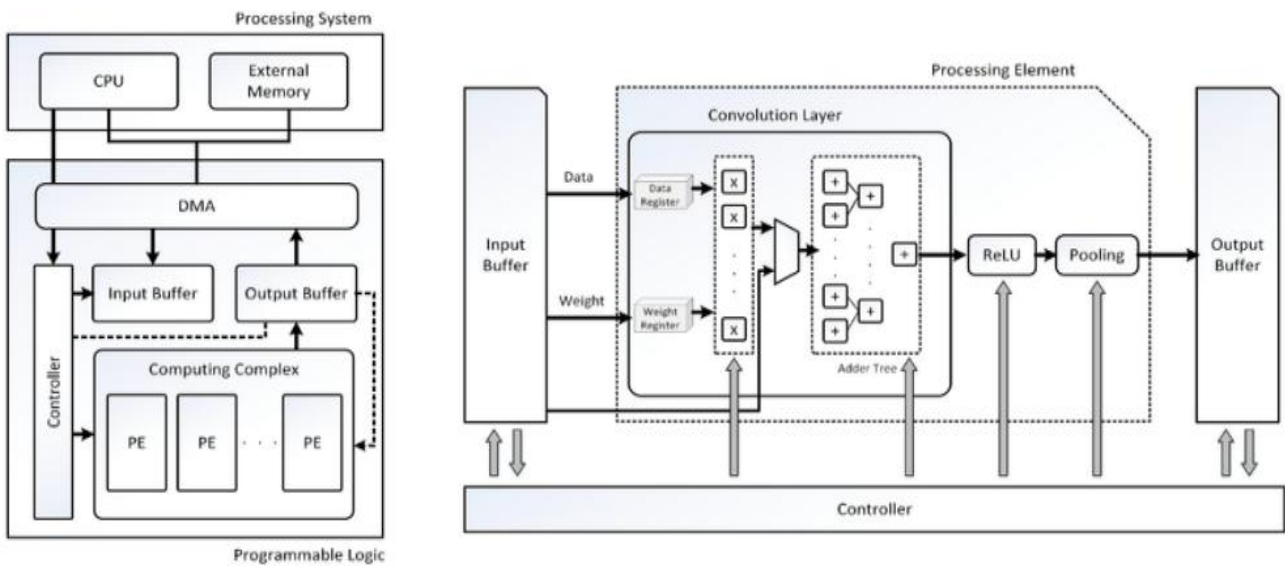 Processing System
CPU
External
Memory
DMA
Input Buffer
Output Buffer
Controller
Computing Complex
PE
PE
. . .
PE
Programmable Logic
Processing Element
Convolution Layer
Input
Buffer
Data
Data
Register
Weight
Weight
Register
x
x
.
.
.
x
+
+
+
.
.
.
.
+
+
+
+
Adder Tree
ReLU
Pooling
Output
Buffer
Controller